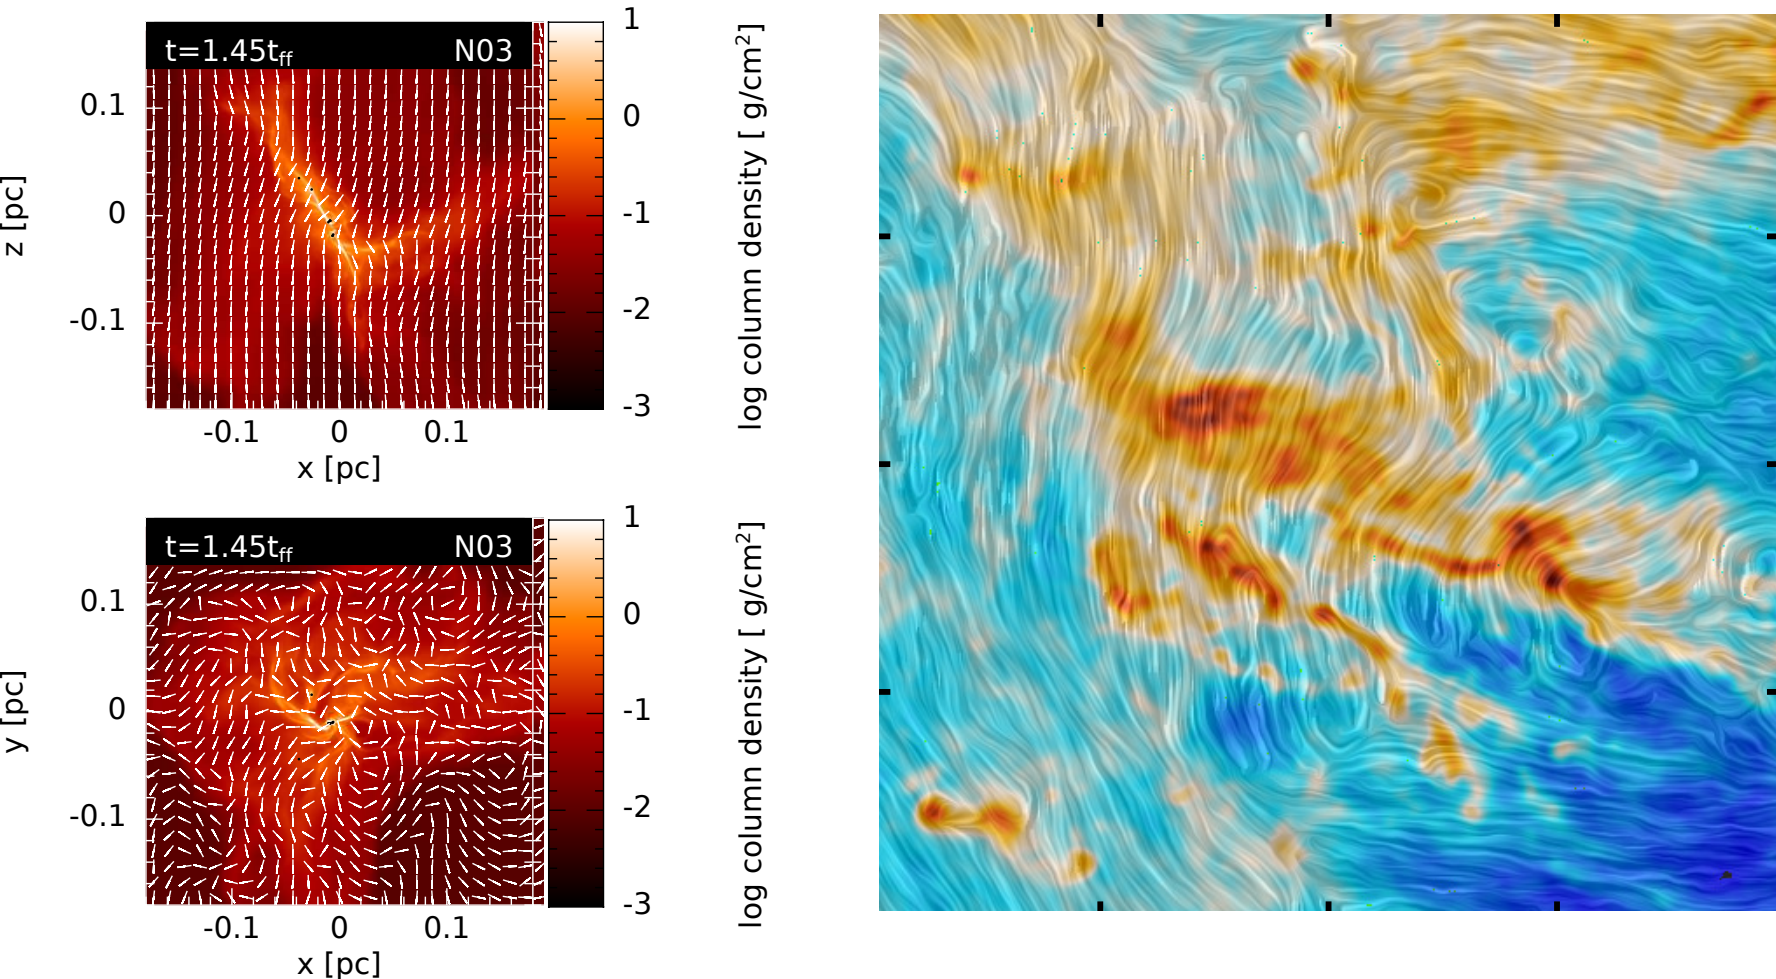 t=1.45tff N03
1
0
-1
-2
-3
log column density [ g/cm²]
0.1
0
-0.1
z [pc]
-0.1 0 0.1
x [pc]
t=1.45tff N03
1
0
-1
-2
-3
log column density [ g/cm²]
0.1
0
-0.1
y [pc]
-0.1 0 0.1
x [pc]